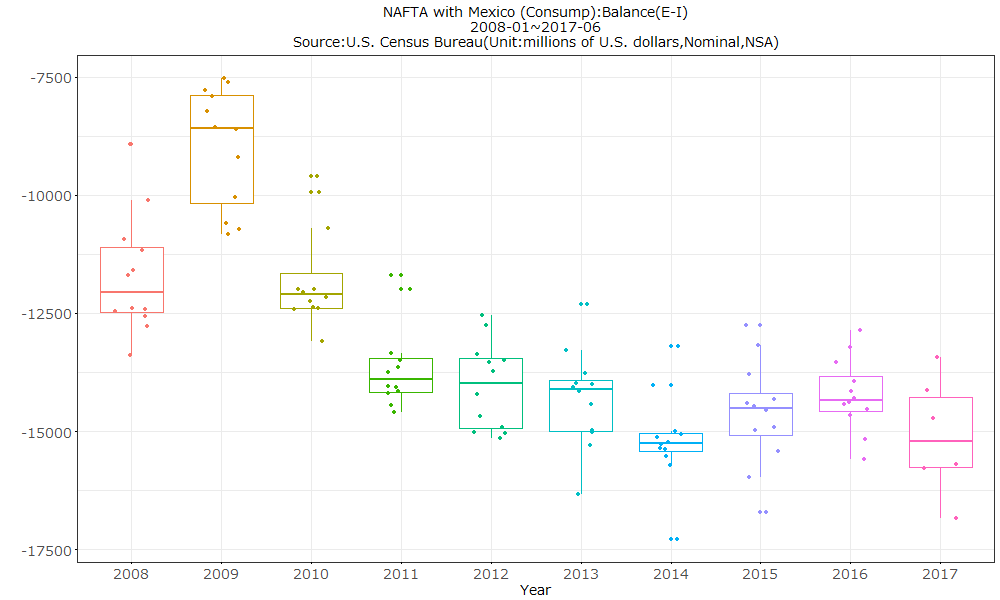 NAFTA with Mexico (Consump):Balance(E-I)
2008-01~2017-06
Source:U.S. Census Bureau(Unit:millions of U.S. dollars,Nominal,NSA)
-7500
-10000
-12500
-15000
-17500
2008 2009 2010 2011 2012 2013 2014 2015 2016 2017
Year